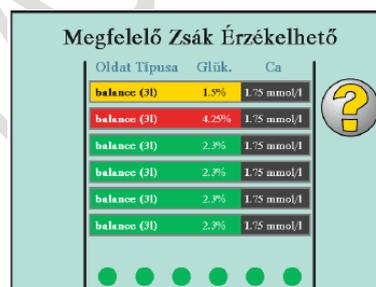 Megfelelő Zsák Érzékelhető
Oldat Típusa Glük. Ca
balance (3l) 1.5% 1.75 mmol/l
balance (3l) 4.25% 1.75 mmol/l
balance (3l) 2.3% 1.75 mmol/l
balance (3l) 2.3% 1.75 mmol/l
balance (3l) 2.3% 1.75 mmol/l
balance (3l) 2.3% 1.75 mmol/l
?